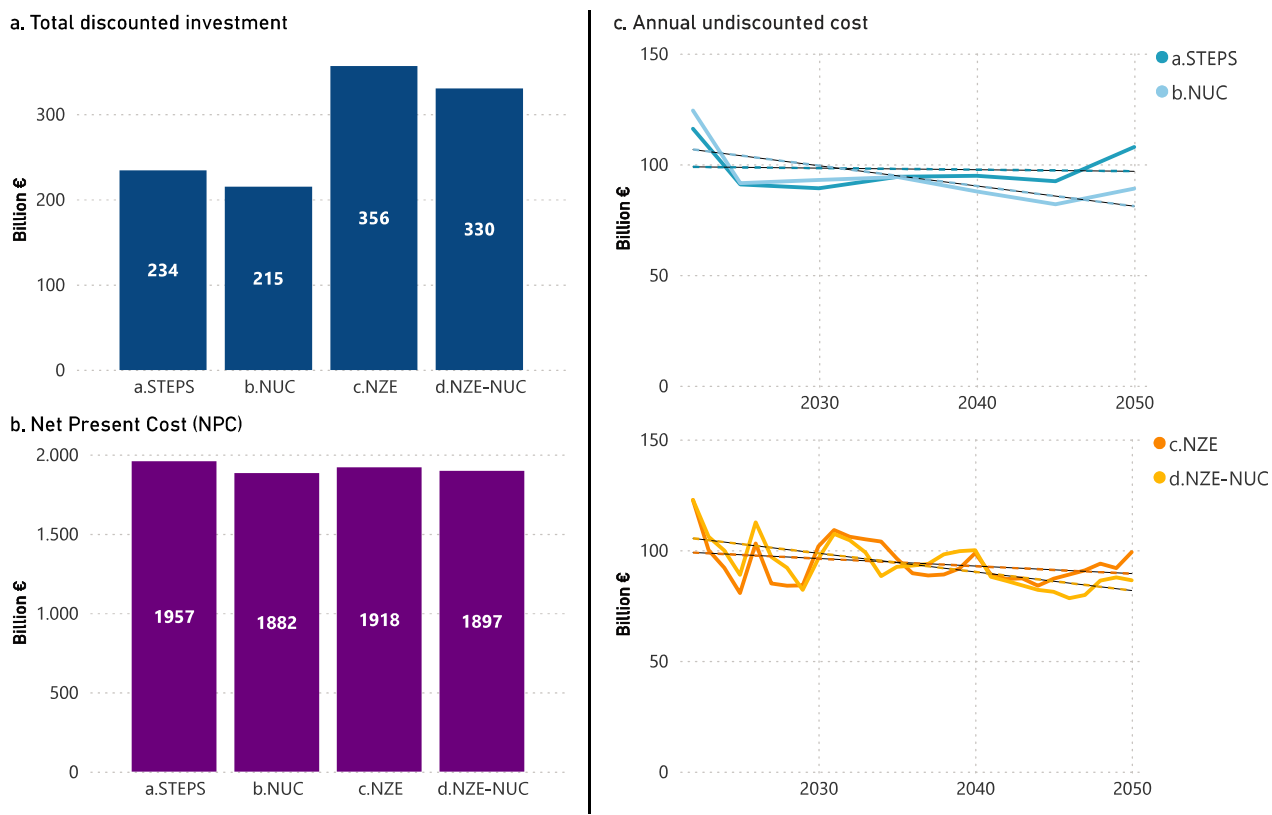 a. Total discounted investment
Billion €
300
200
100
0
234
215
356
330
a.STEPS
b.NUC
c.NZE
d.NZE-NUC
b. Net Present Cost (NPC)
Billion €
2.000
1.500
1.000
500
0
1957
1882
1918
1897
a.STEPS
b.NUC
c.NZE
d.NZE-NUC
c. Annual undiscounted cost
Billion €
150
100
50
0
2030
2040
2050
a.STEPS
b.NUC
Billion €
150
100
50
0
2030
2040
2050
c.NZE
d.NZE-NUC